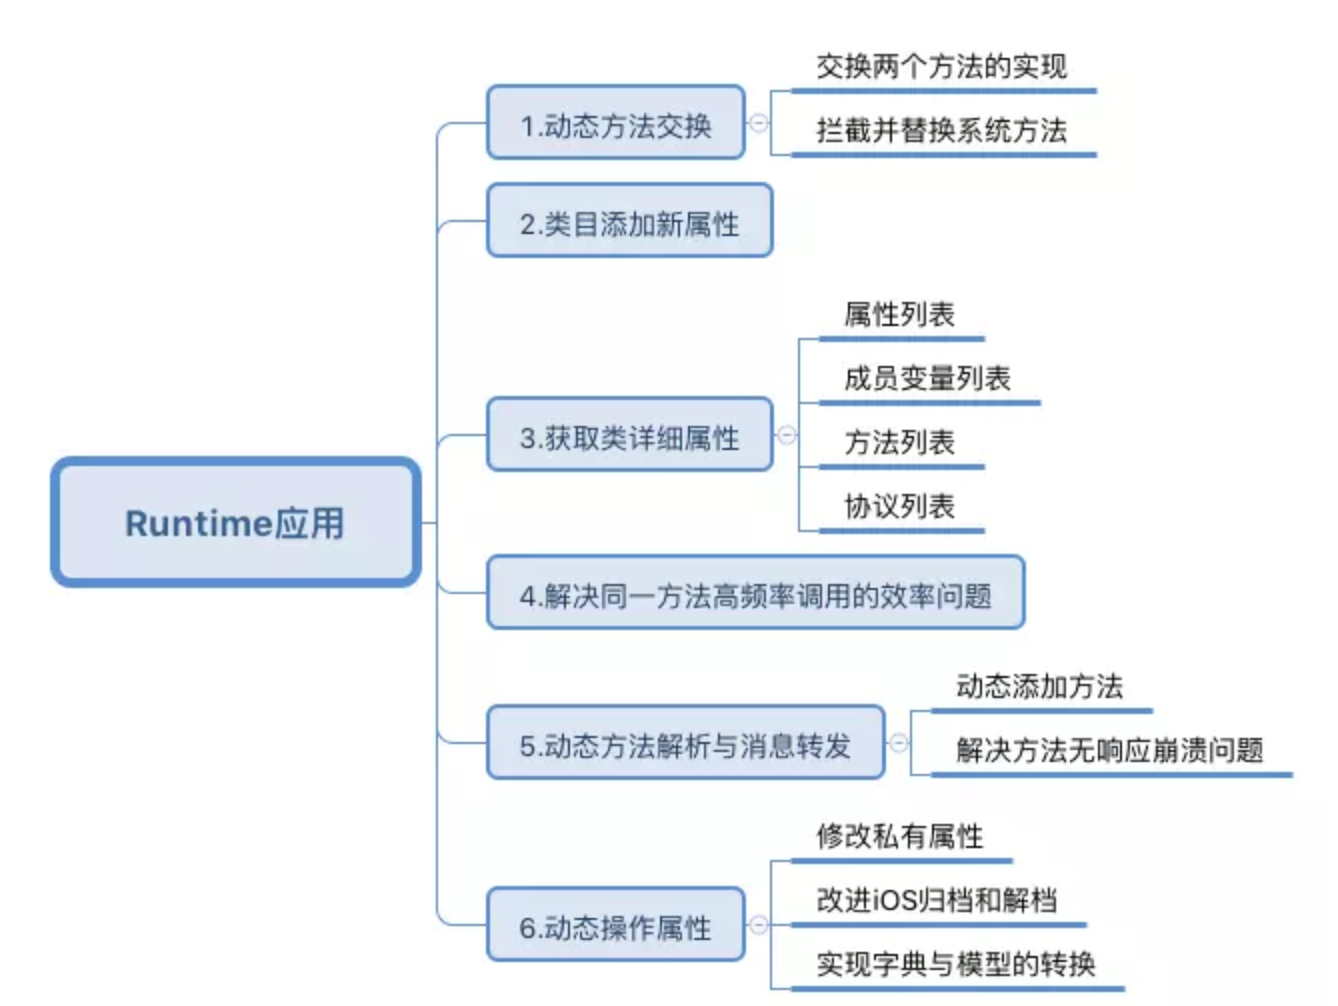 Runtime应用
1.动态方法交换
交换两个方法的实现
拦截并替换系统方法
2.类目添加新属性
3.获取类详细属性
属性列表
成员变量列表
方法列表
协议列表
4.解决同一方法高频率调用的效率问题
5.动态方法解析与消息转发
动态添加方法
解决方法无响应崩溃问题
6.动态操作属性
修改私有属性
改进iOS归档和解档
实现字典与模型的转换